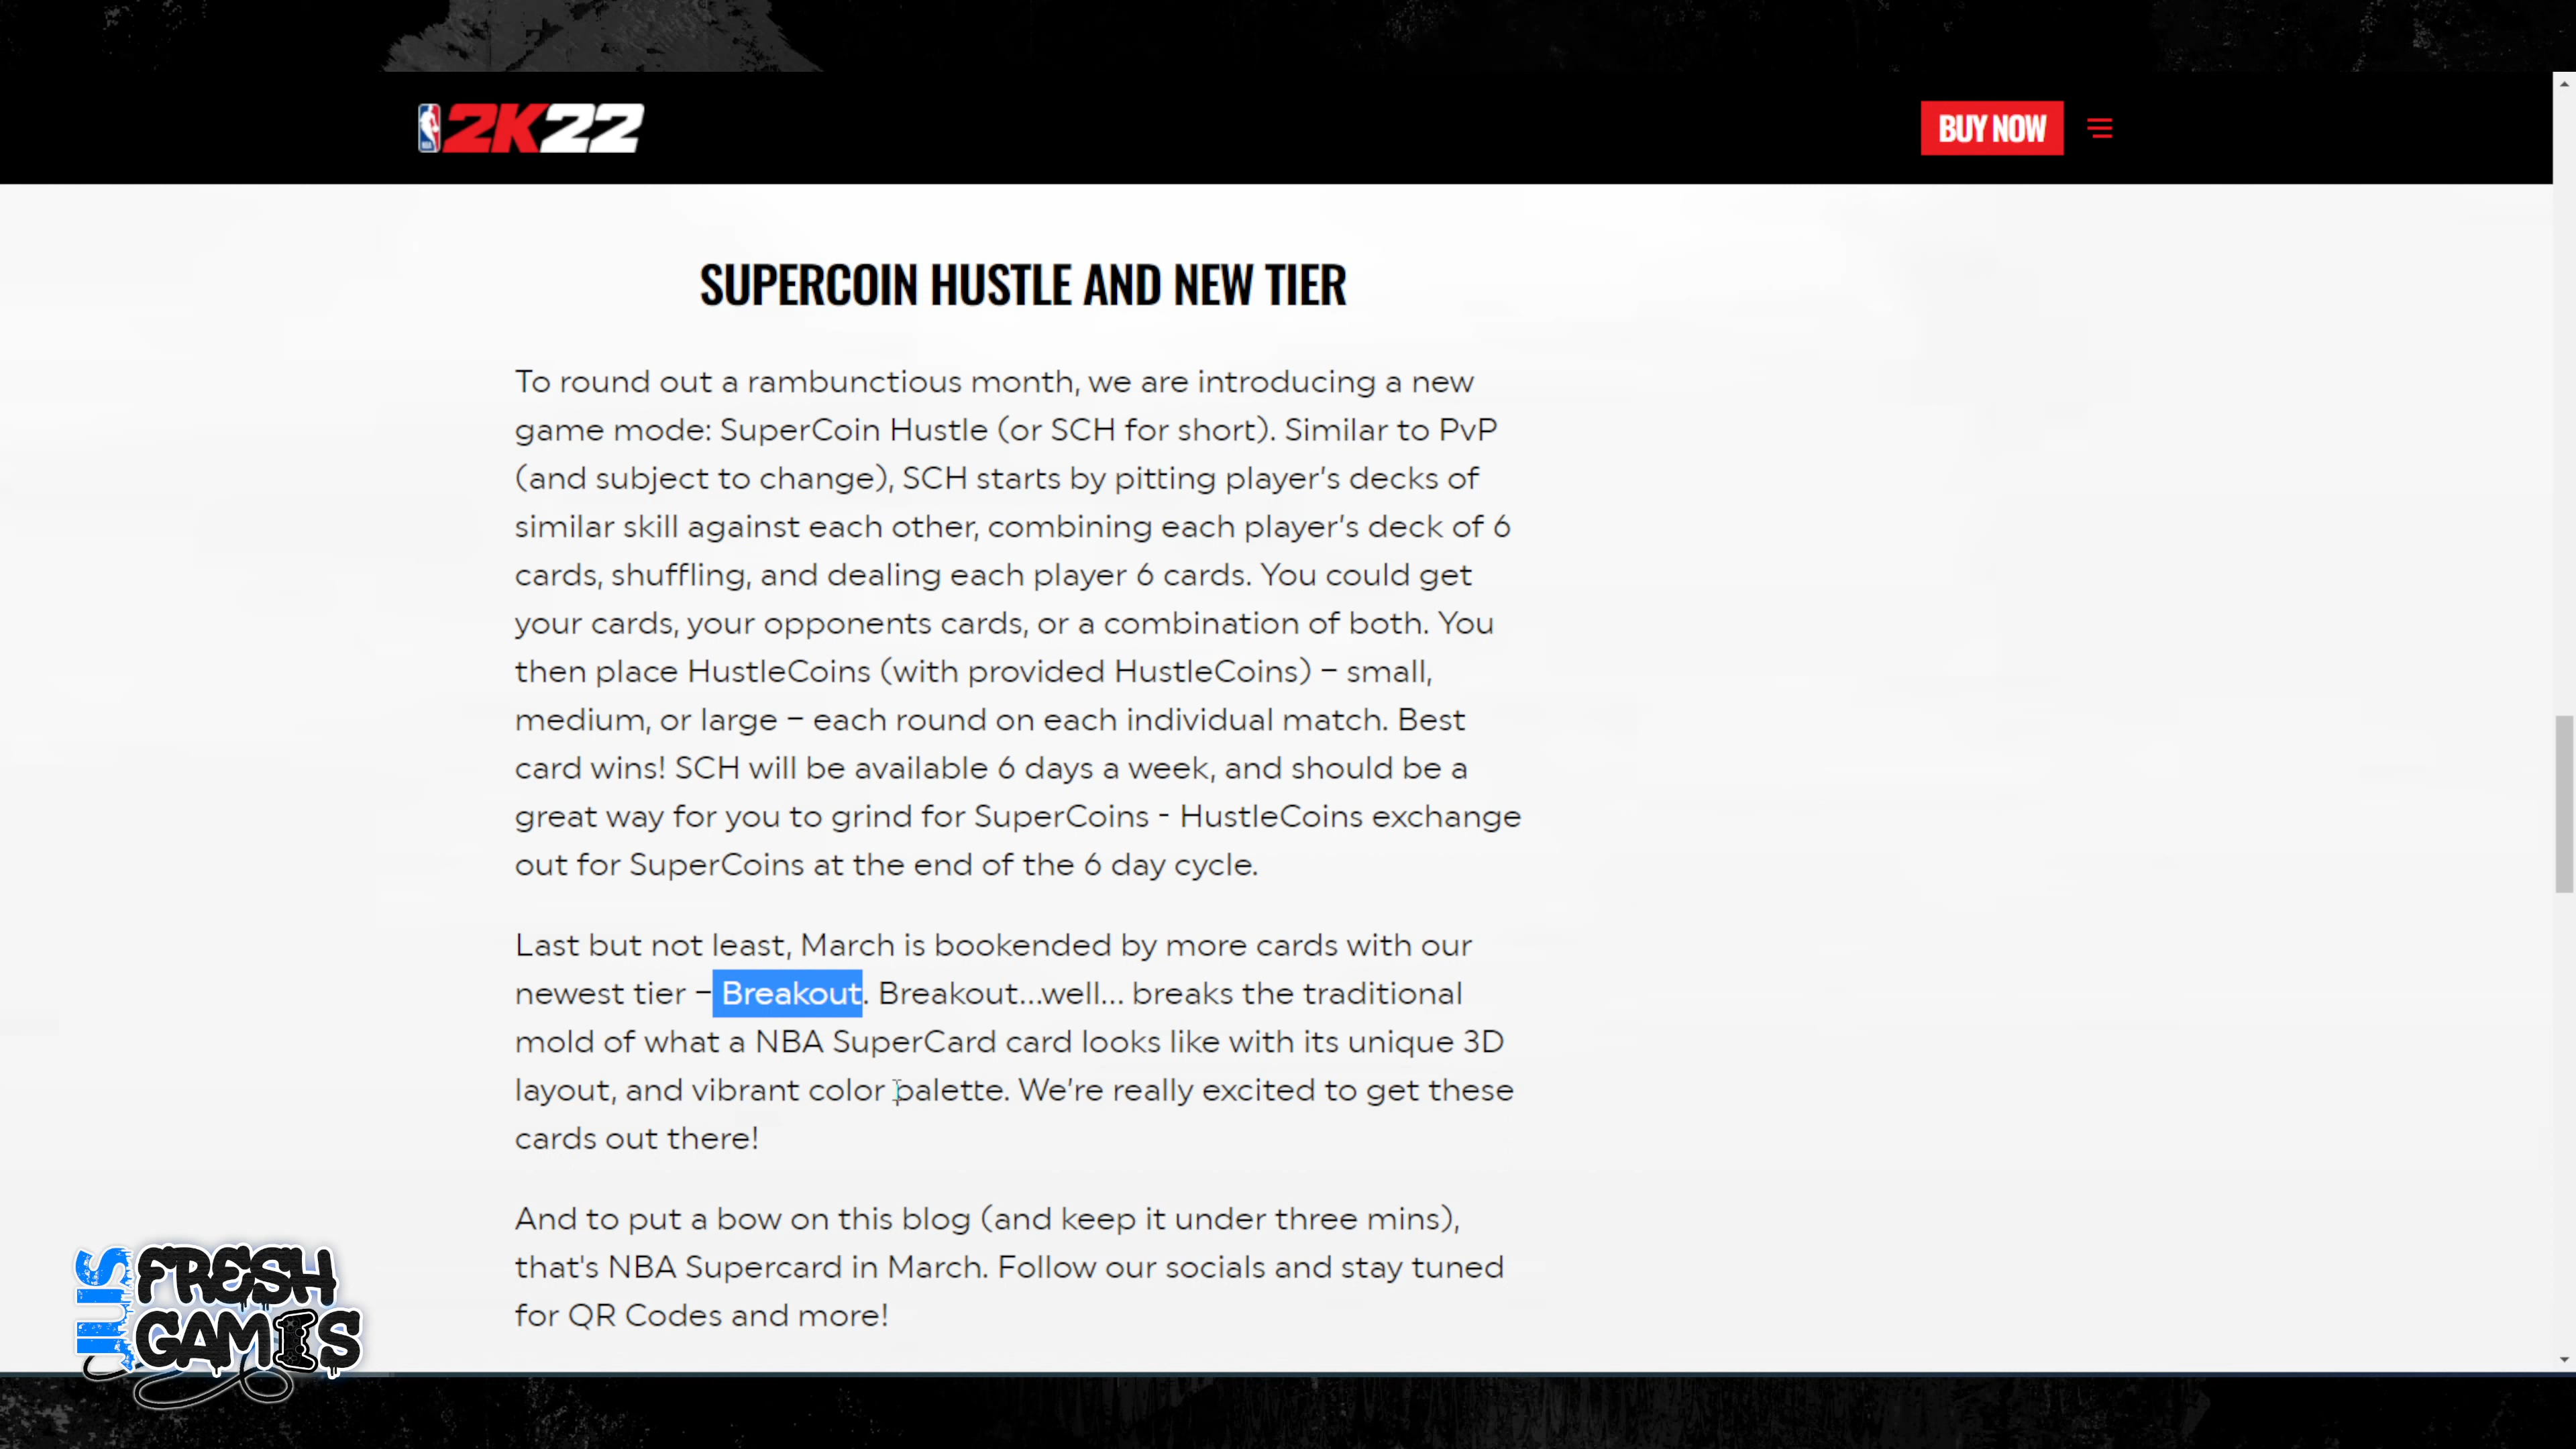 NBA 2K22
BUY NOW
SUPERCOIN HUSTLE AND NEW TIER
To round out a rambunctious month, we are introducing a new
game mode: SuperCoin Hustle (or SCH for short). Similar to PvP
(and subject to change), SCH starts by pitting player's decks of
similar skill against each other, combining each player's deck of 6
cards, shuffling, and dealing each player 6 cards. You could get
your cards, your opponents cards, or a combination of both. You
then place HustleCoins (with provided HustleCoins) – small,
medium, or large – each round on each individual match. Best
card wins! SCH will be available 6 days a week, and should be a
great way for you to grind for SuperCoins - HustleCoins exchange
out for SuperCoins at the end of the 6 day cycle.
Last but not least, March is bookended by more cards with our
newest tier – Breakout. Breakout...well... breaks the traditional
mold of what a NBA SuperCard card looks like with its unique 3D
layout, and vibrant color palette. We're really excited to get these
cards out there!
And to put a bow on this blog (and keep it under three mins),
that's NBA Supercard in March. Follow our socials and stay tuned
for QR Codes and more!
JUS
FRESH
GAMES